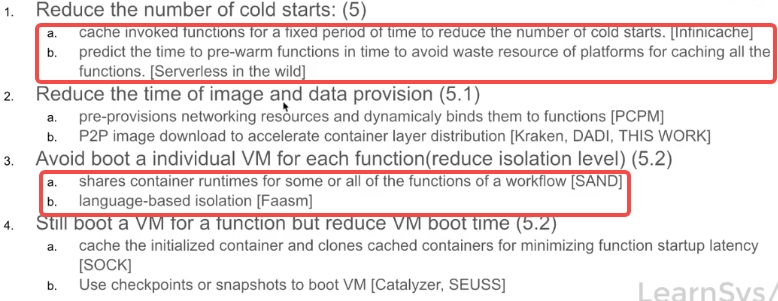 1. Reduce the number of cold starts: (5)
a. cache invoked functions for a fixed period of time to reduce the number of cold starts. [Infinicache]
b. predict the time to pre-warm functions in time to avoid waste resource of platforms for caching all the
functions. [Serverless in the wild]
2. Reduce the time of image and data provision (5.1)
a. pre-provisions networking resources and dynamicaly binds them to functions [PCPM]
b. P2P image download to accelerate container layer distribution [Kraken, DADI, THIS WORK]
3. Avoid boot a individual VM for each function(reduce isolation level) (5.2)
a. shares container runtimes for some or all of the functions of a workflow [SAND]
b. language-based isolation [Faasm]
4. Still boot a VM for a function but reduce VM boot time (5.2)
a. cache the initialized container and clones cached containers for minimizing function startup latency
[SOCK]
b. Use checkpoints or snapshots to boot VM [Catalyzer, SEUSS]
LearnSys/